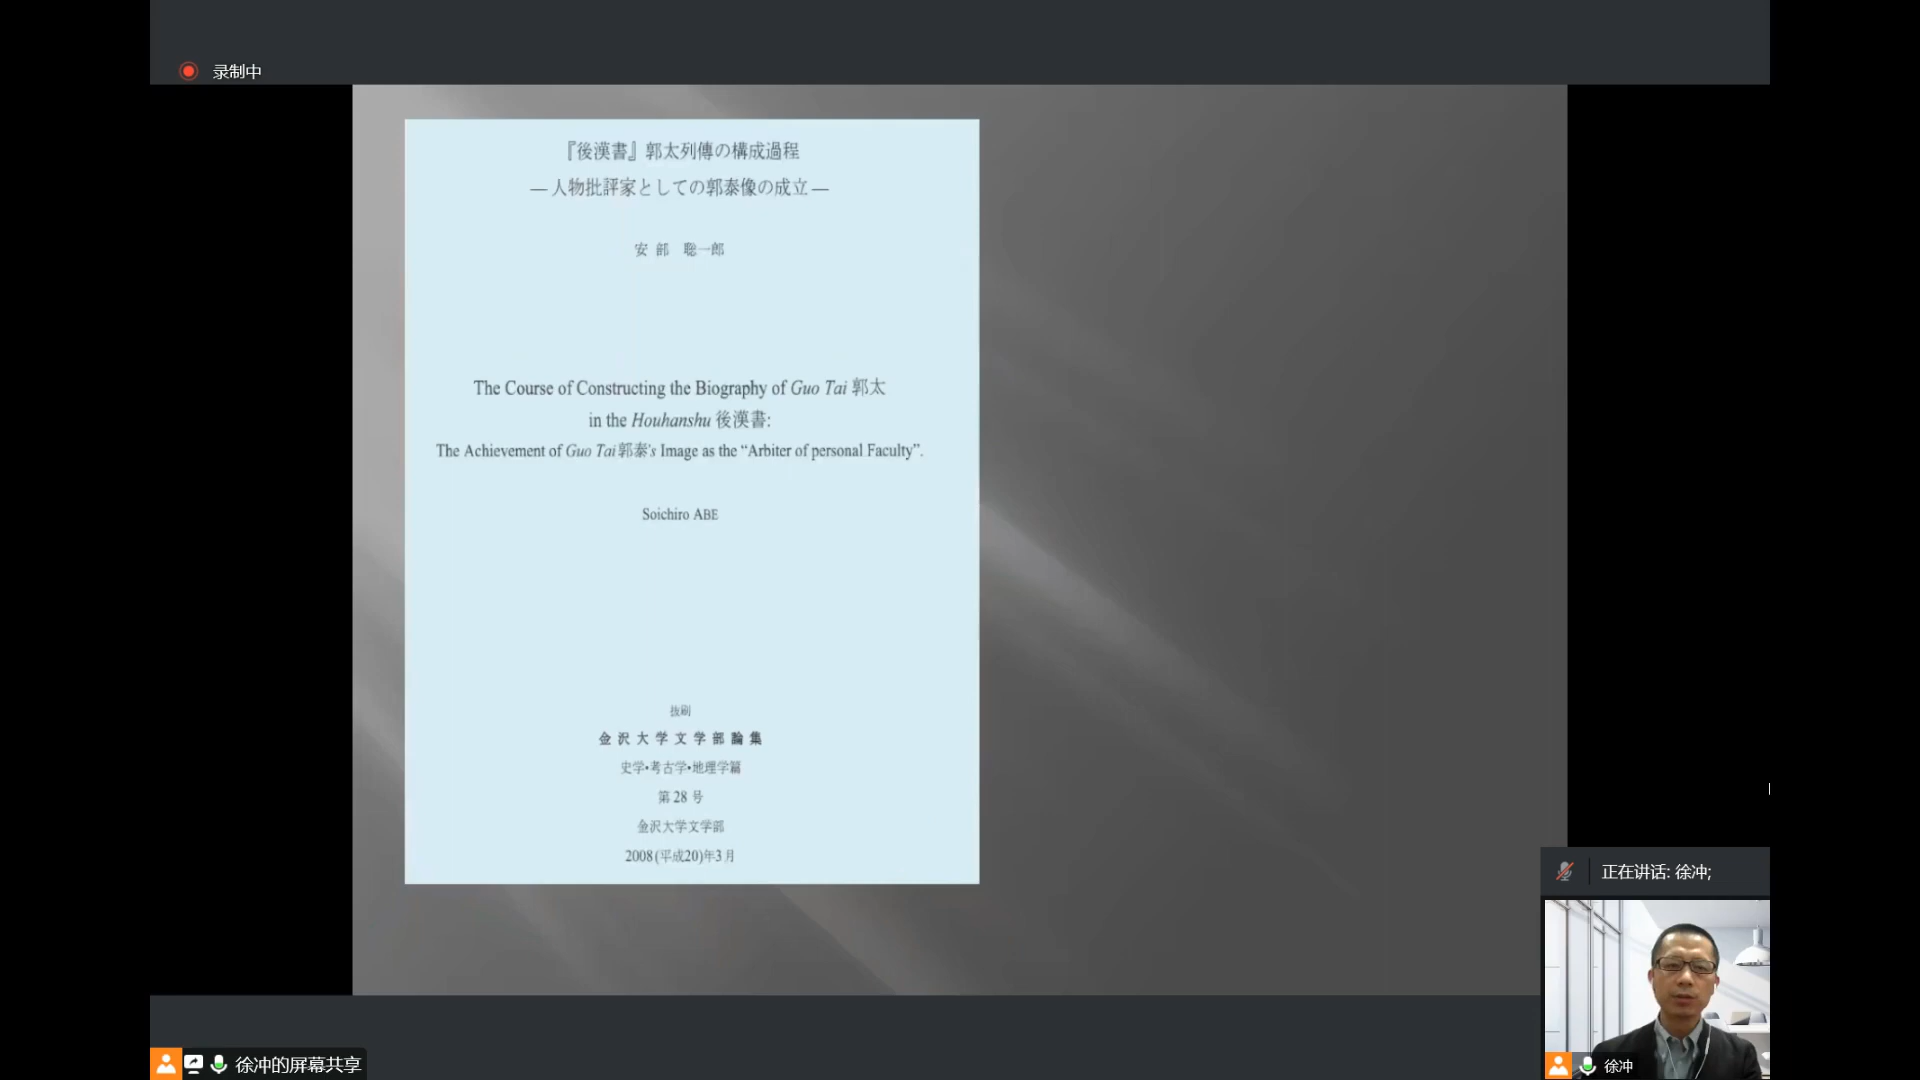 录制中
『後漢書』郭太列傳の構成過程
—人物批評家としての郭泰像の成立—
安部 聡一郎
The Course of Constructing the Biography of Guo Tai 郭太
in the Houhanshu 後漢書:
The Achievement of Guo Tai郭泰's Image as the “Arbiter of personal Faculty”.
Soichiro ABE
抜刷
金沢大学文学部論集
史学・考古学・地理学篇
第 28 号
金沢大学文学部
2008(平成20)年3月
正在讲话: 徐冲;
徐冲
徐冲的屏幕共享